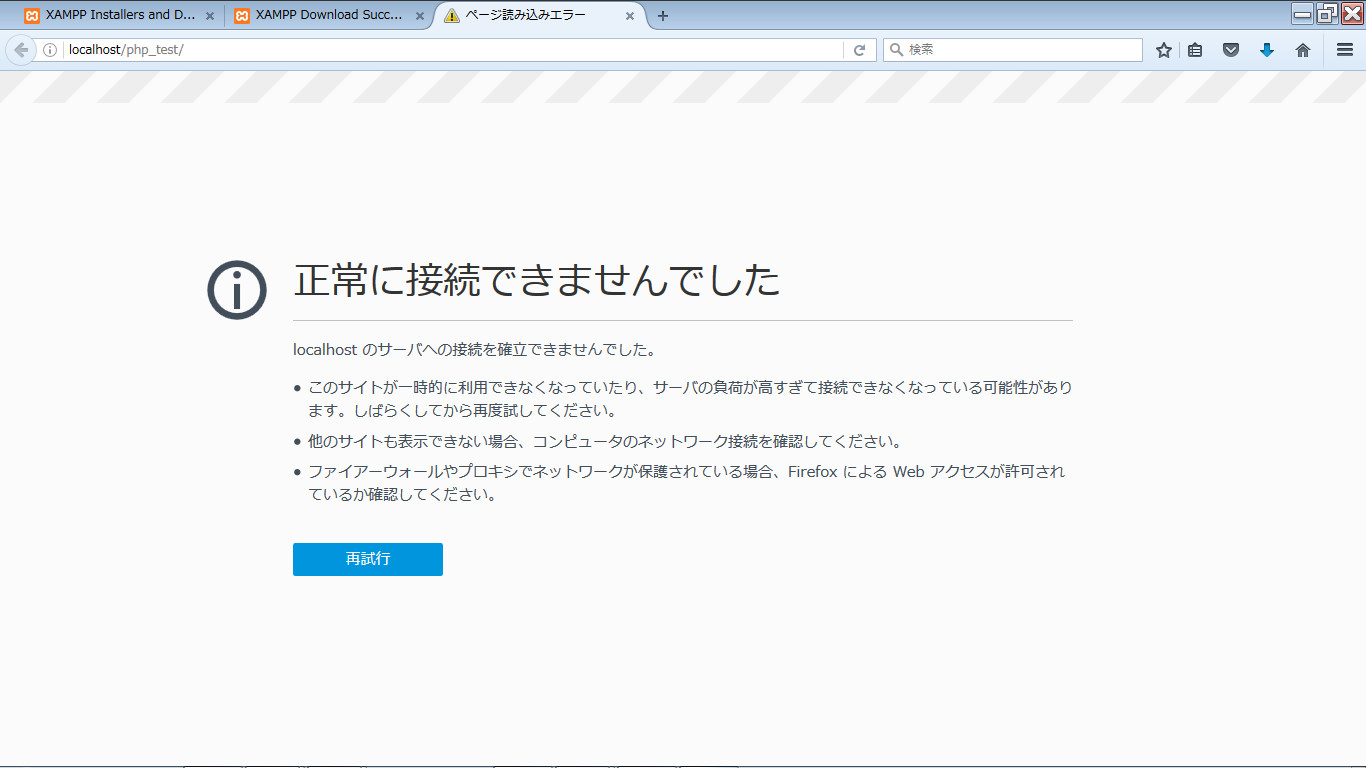 XAMPP Installers and D...
XAMPP Download Succ...
ページ読み込みエラー
localhost/php_test/
検索
正常に接続できませんでした
localhost のサーバへの接続を確立できませんでした。
このサイトが一時的に利用できなくなっていたり、サーバの負荷が高すぎて接続できなくなっている可能性があり
ます。しばらくしてから再度試してください。
他のサイトも表示できない場合、コンピュータのネットワーク接続を確認してください。
ファイアーウォールやプロキシでネットワークが保護されている場合、Firefox による Web アクセスが許可され
ているか確認してください。
再試行